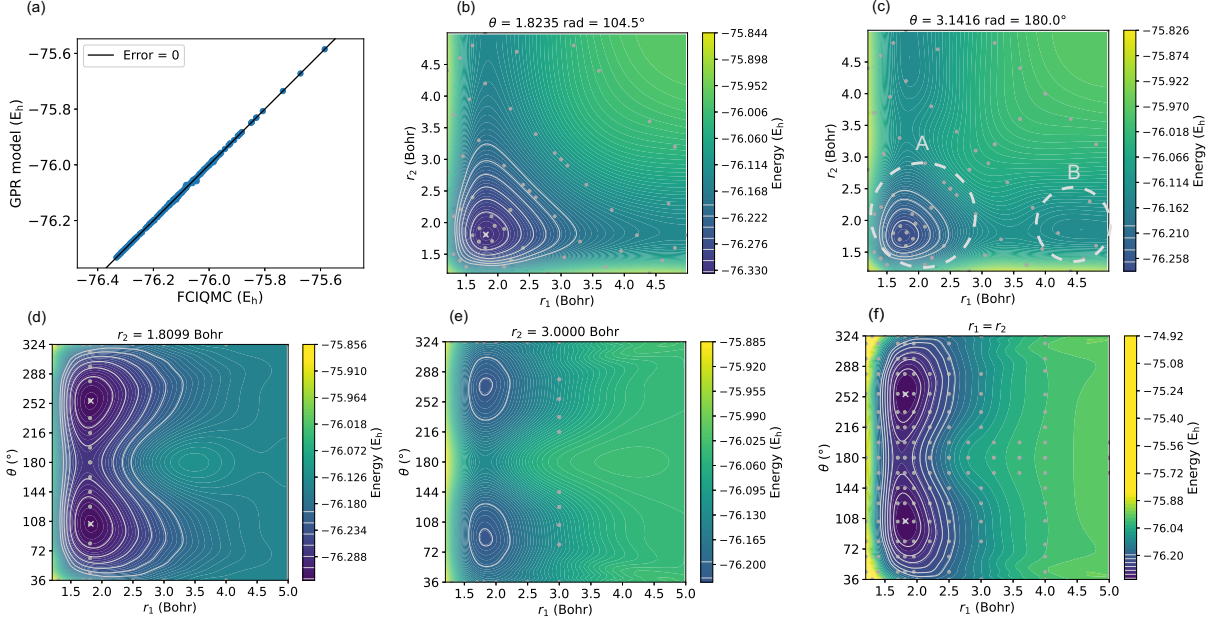 (a)
Error = 0
GPR model (Eₕ)
−75.6
−75.8
−76.0
−76.2
−76.4 −76.2 −76.0 −75.8 −75.6
FCIQMC (Eₕ)
(b)
θ = 1.8235 rad = 104.5°
r₂ (Bohr)
4.5
4.0
3.5
3.0
2.5
2.0
1.5
1.5 2.0 2.5 3.0 3.5 4.0 4.5
r₁ (Bohr)
−75.844
−75.898
−75.952
−76.006
−76.060
−76.114
−76.168
−76.222
−76.276
−76.330
Energy (Eₕ)
(c)
θ = 3.1416 rad = 180.0°
r₂ (Bohr)
4.5
4.0
3.5
3.0
2.5
2.0
1.5
A
B
1.5 2.0 2.5 3.0 3.5 4.0 4.5
r₁ (Bohr)
−75.826
−75.874
−75.922
−75.970
−76.018
−76.066
−76.114
−76.162
−76.210
−76.258
Energy (Eₕ)
(d)
r₂ = 1.8099 Bohr
θ (°)
324
288
252
216
180
144
108
72
36
1.5 2.0 2.5 3.0 3.5 4.0 4.5 5.0
r₁ (Bohr)
−75.856
−75.910
−75.964
−76.018
−76.072
−76.126
−76.180
−76.234
−76.288
Energy (Eₕ)
(e)
r₂ = 3.0000 Bohr
θ (°)
324
288
252
216
180
144
108
72
36
1.5 2.0 2.5 3.0 3.5 4.0 4.5 5.0
r₁ (Bohr)
−75.885
−75.920
−75.955
−75.990
−76.025
−76.060
−76.095
−76.130
−76.165
−76.200
Energy (Eₕ)
(f)
r₁ = r₂
θ (°)
324
288
252
216
180
144
108
72
36
1.5 2.0 2.5 3.0 3.5 4.0 4.5 5.0
r₁ (Bohr)
−74.92
−75.08
−75.24
−75.40
−75.56
−75.72
−75.88
−76.04
−76.20
Energy (Eₕ)